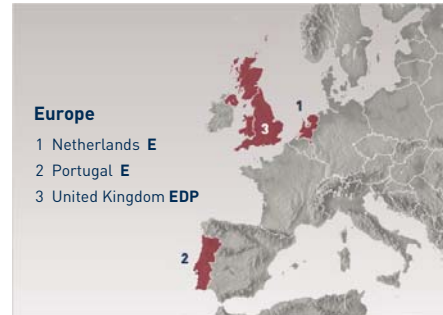 Europe
1 Netherlands E
2 Portugal E
3 United Kingdom EDP
1
3
2